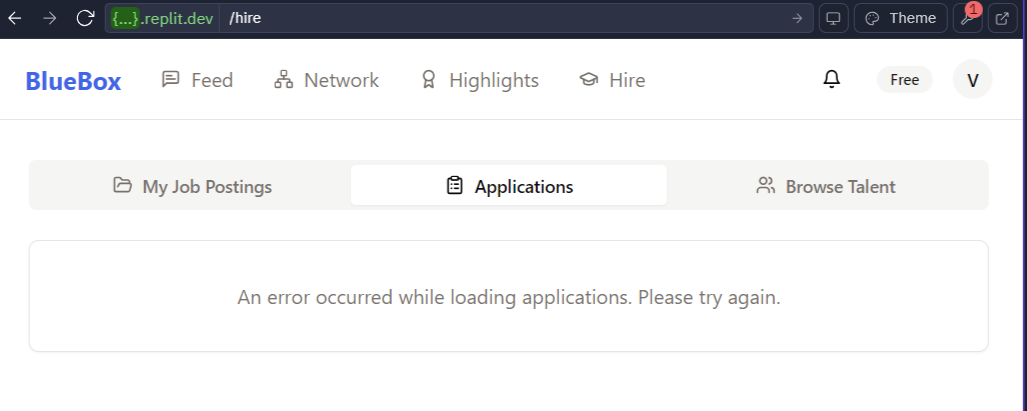 {...}.replit.dev /hire Theme 1
BlueBox Feed Network Highlights Hire Free V
My Job Postings Applications Browse Talent
An error occurred while loading applications. Please try again.